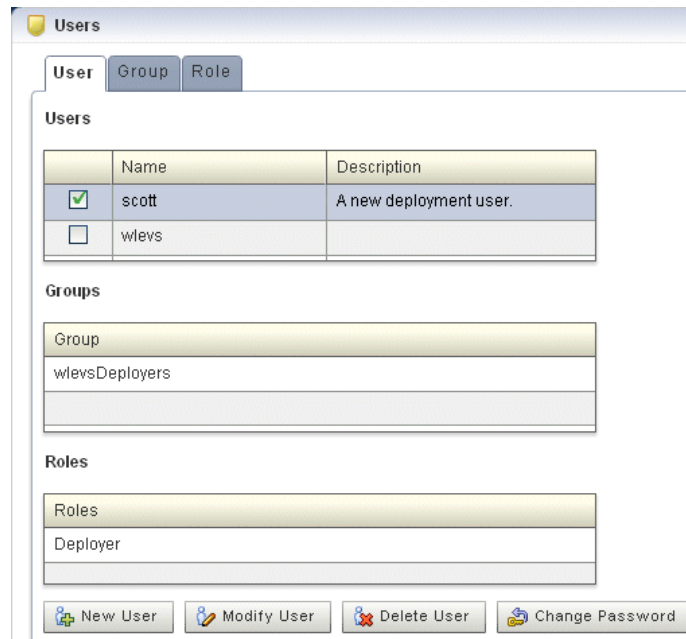 Users
User Group Role
Users
Name Description
scott A new deployment user.
wlevs
Groups
Group
wlevsDeployers
Roles
Roles
Deployer
New User Modify User Delete User Change Password